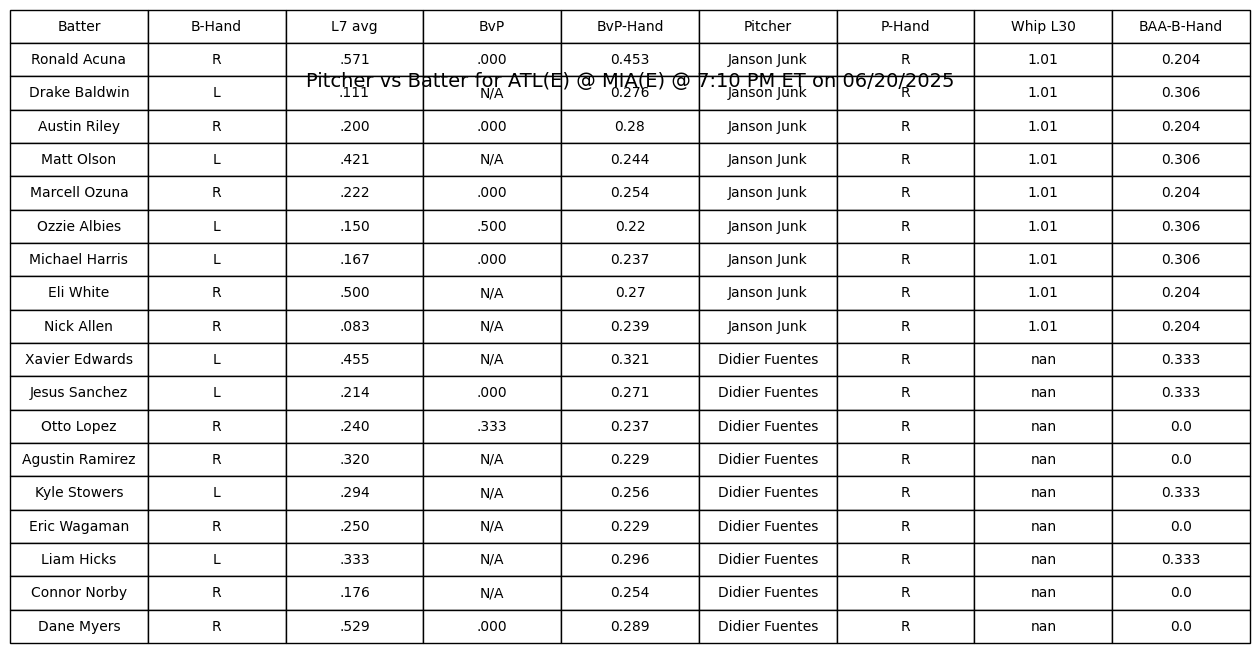 Batter B-Hand L7 avg BvP BvP-Hand Pitcher P-Hand Whip L30 BAA-B-Hand
Ronald Acuna R .571 .000 0.453 Janson Junk R 1.01 0.204
Pitcher vs Batter for ATL(E) @ MIA(E) @ 7:10 PM ET on 06/20/2025
Drake Baldwin L .111 N/A 0.276 Janson Junk R 1.01 0.306
Austin Riley R .200 .000 0.28 Janson Junk R 1.01 0.204
Matt Olson L .421 N/A 0.244 Janson Junk R 1.01 0.306
Marcell Ozuna R .222 .000 0.254 Janson Junk R 1.01 0.204
Ozzie Albies L .150 .500 0.22 Janson Junk R 1.01 0.306
Michael Harris L .167 .000 0.237 Janson Junk R 1.01 0.306
Eli White R .500 N/A 0.27 Janson Junk R 1.01 0.204
Nick Allen R .083 N/A 0.239 Janson Junk R 1.01 0.204
Xavier Edwards L .455 N/A 0.321 Didier Fuentes R nan 0.333
Jesus Sanchez L .214 .000 0.271 Didier Fuentes R nan 0.333
Otto Lopez R .240 .333 0.237 Didier Fuentes R nan 0.0
Agustin Ramirez R .320 N/A 0.229 Didier Fuentes R nan 0.0
Kyle Stowers L .294 N/A 0.256 Didier Fuentes R nan 0.333
Eric Wagaman R .250 N/A 0.229 Didier Fuentes R nan 0.0
Liam Hicks L .333 N/A 0.296 Didier Fuentes R nan 0.333
Connor Norby R .176 N/A 0.254 Didier Fuentes R nan 0.0
Dane Myers R .529 .000 0.289 Didier Fuentes R nan 0.0